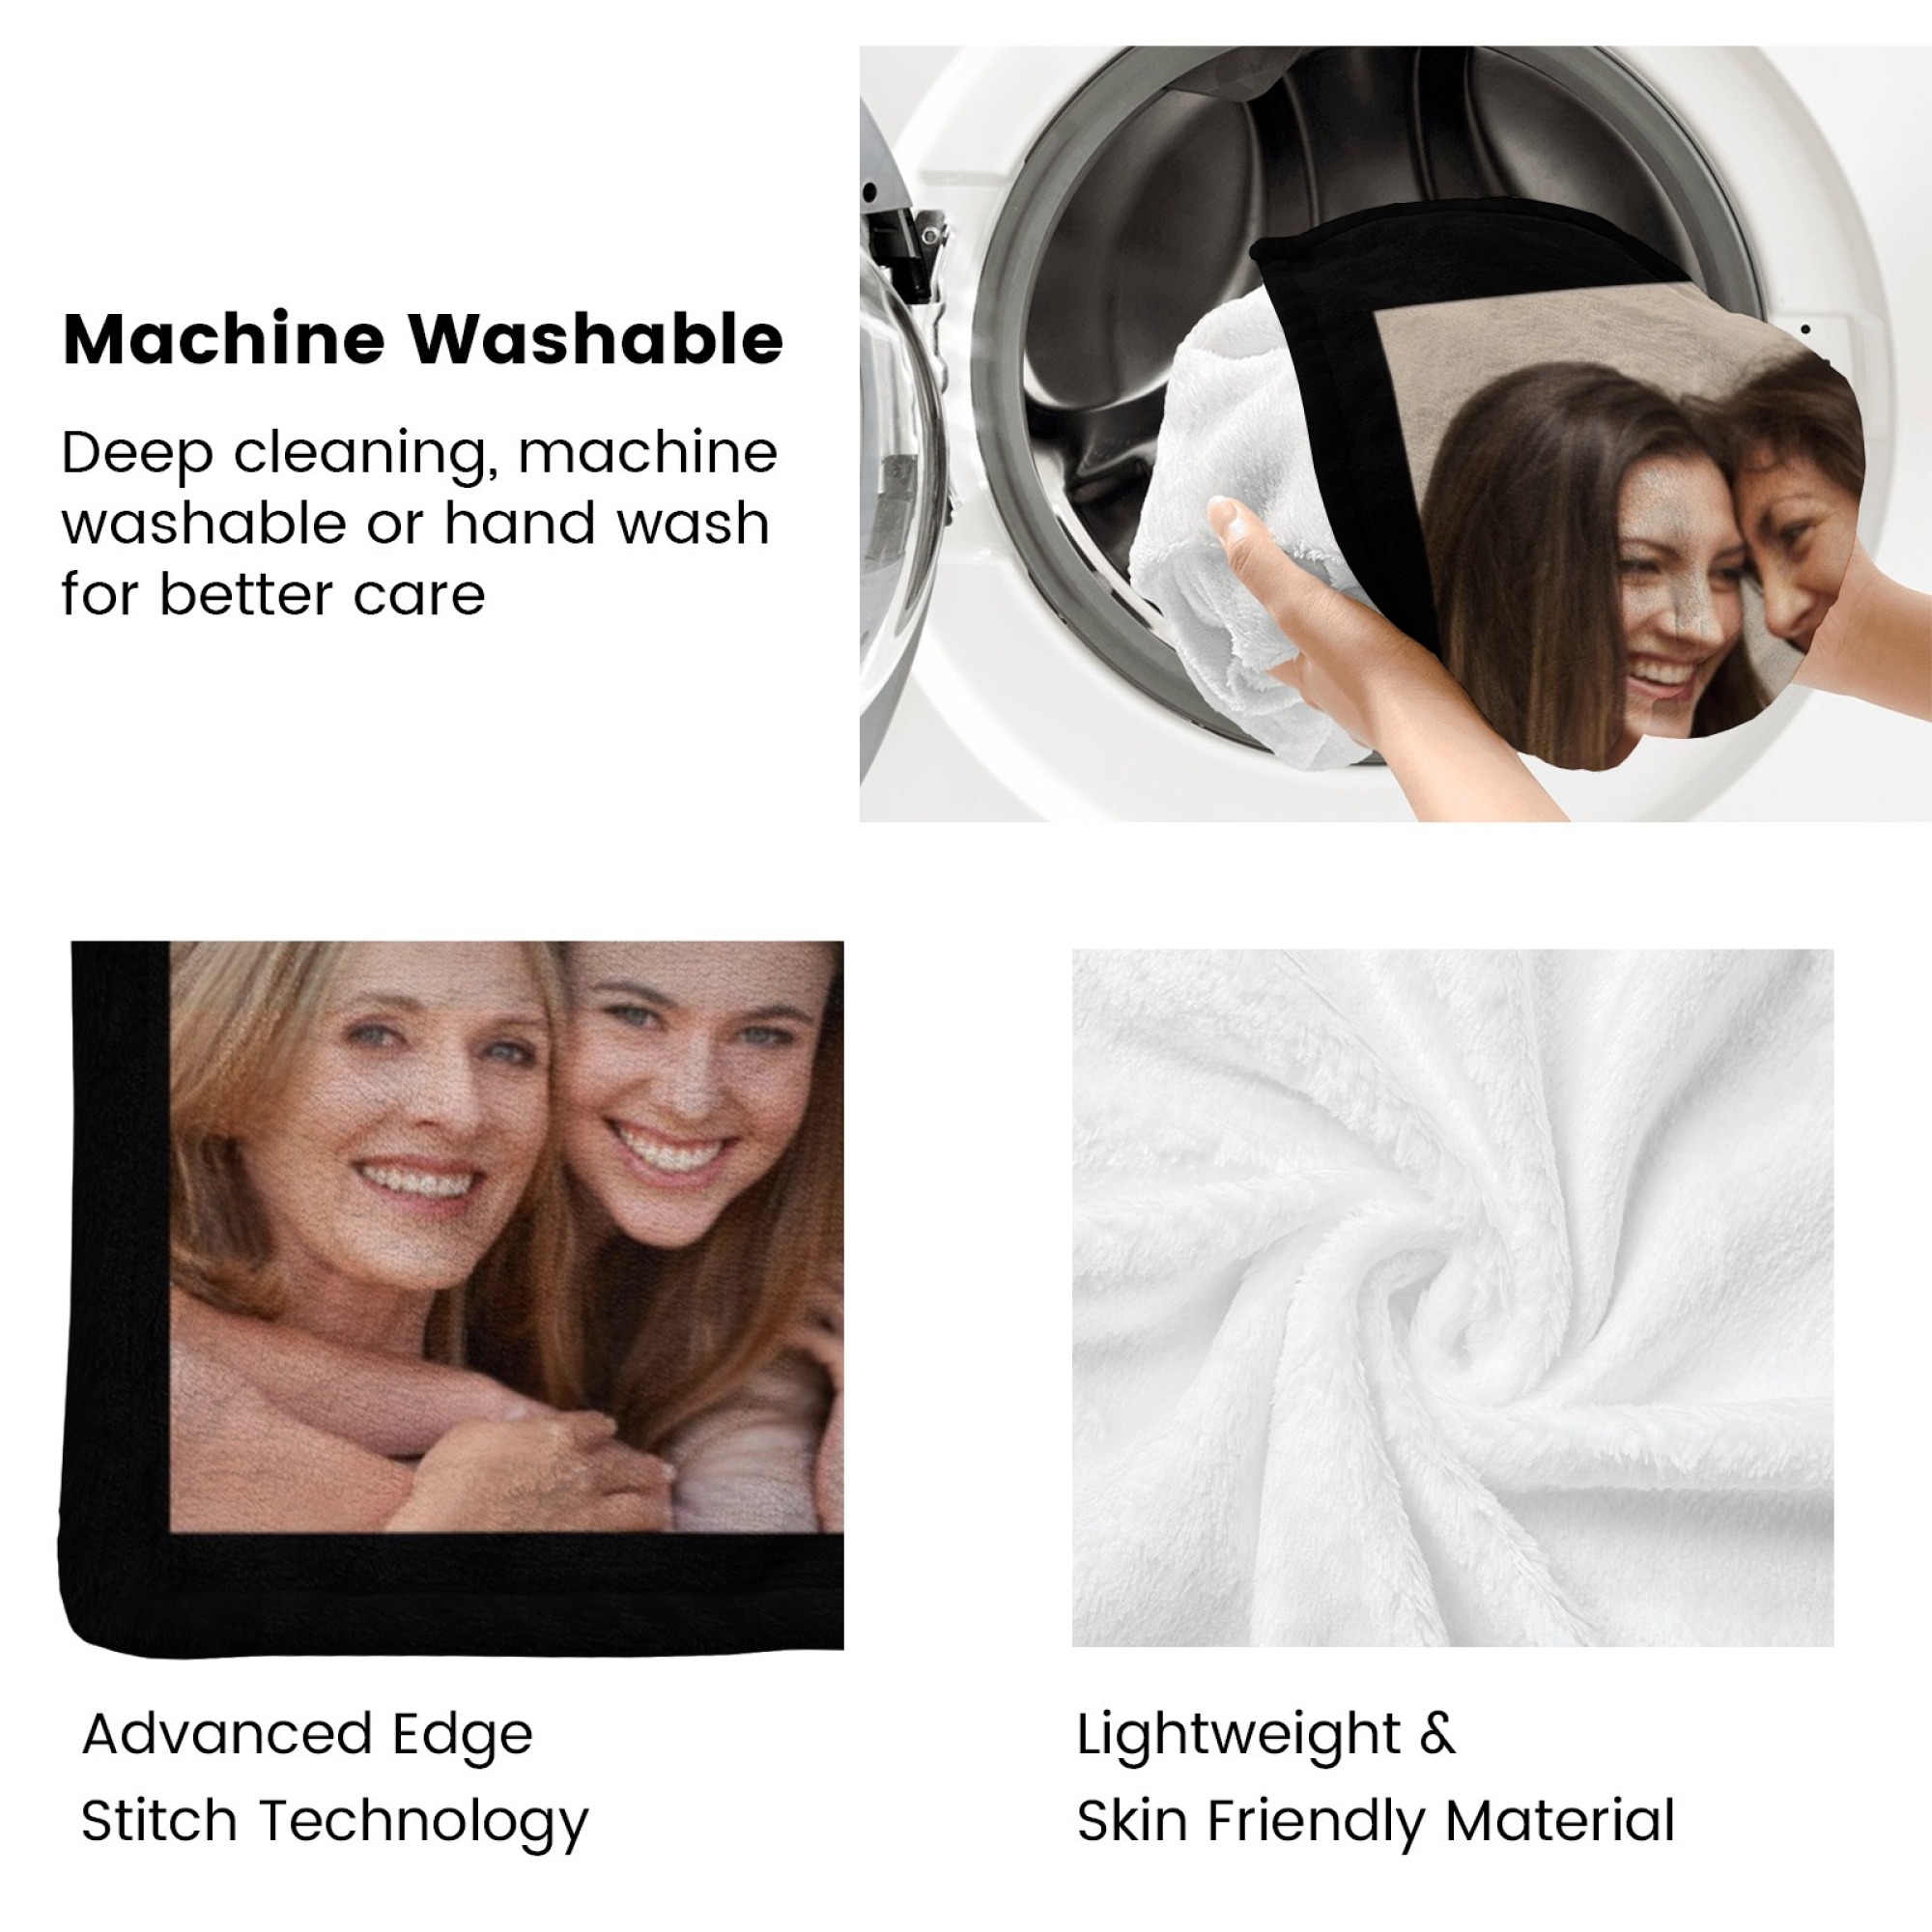 Machine Washable
Deep cleaning, machine
washable or hand wash
for better care
Advanced Edge
Stitch Technology
Lightweight &
Skin Friendly Material